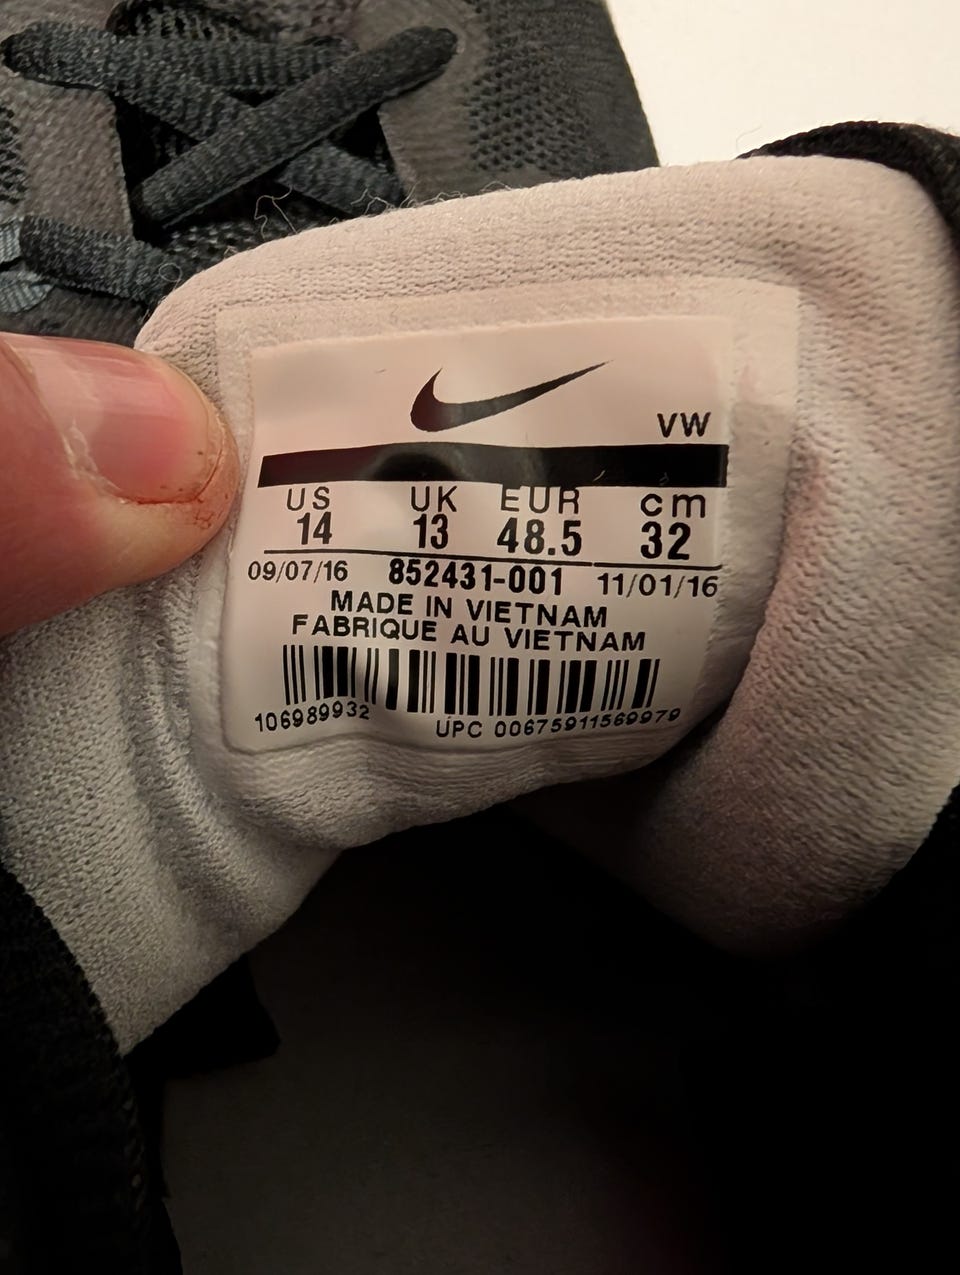 VW
US UK EUR cm
14 13 48.5 32
09/07/16 852431-001 11/01/16
MADE IN VIETNAM
FABRIQUE AU VIETNAM
106989932 UPC 00675911569979